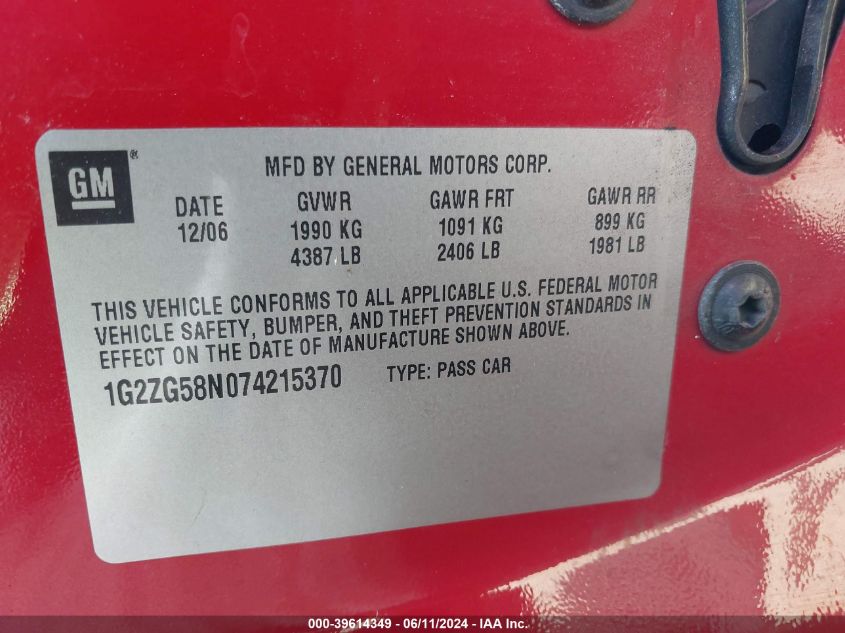 GM®
MFD BY GENERAL MOTORS CORP.
DATE GVWR GAWR FRT GAWR RR
12/06 1990 KG 1091 KG 899 KG
4387 LB 2406 LB 1981 LB
THIS VEHICLE CONFORMS TO ALL APPLICABLE U.S. FEDERAL MOTOR
VEHICLE SAFETY, BUMPER, AND THEFT PREVENTION STANDARDS IN
EFFECT ON THE DATE OF MANUFACTURE SHOWN ABOVE.
1G2ZG58N074215370 TYPE: PASS CAR
000-39614349 - 06/11/2024 - IAA Inc.